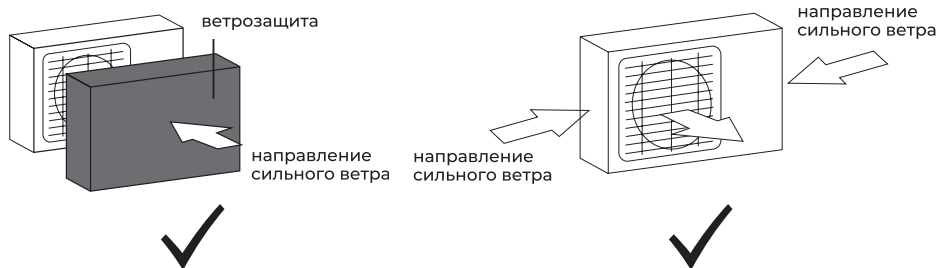 ветрозащита
направление
сильного ветра
направление
сильного ветра
направление
сильного ветра